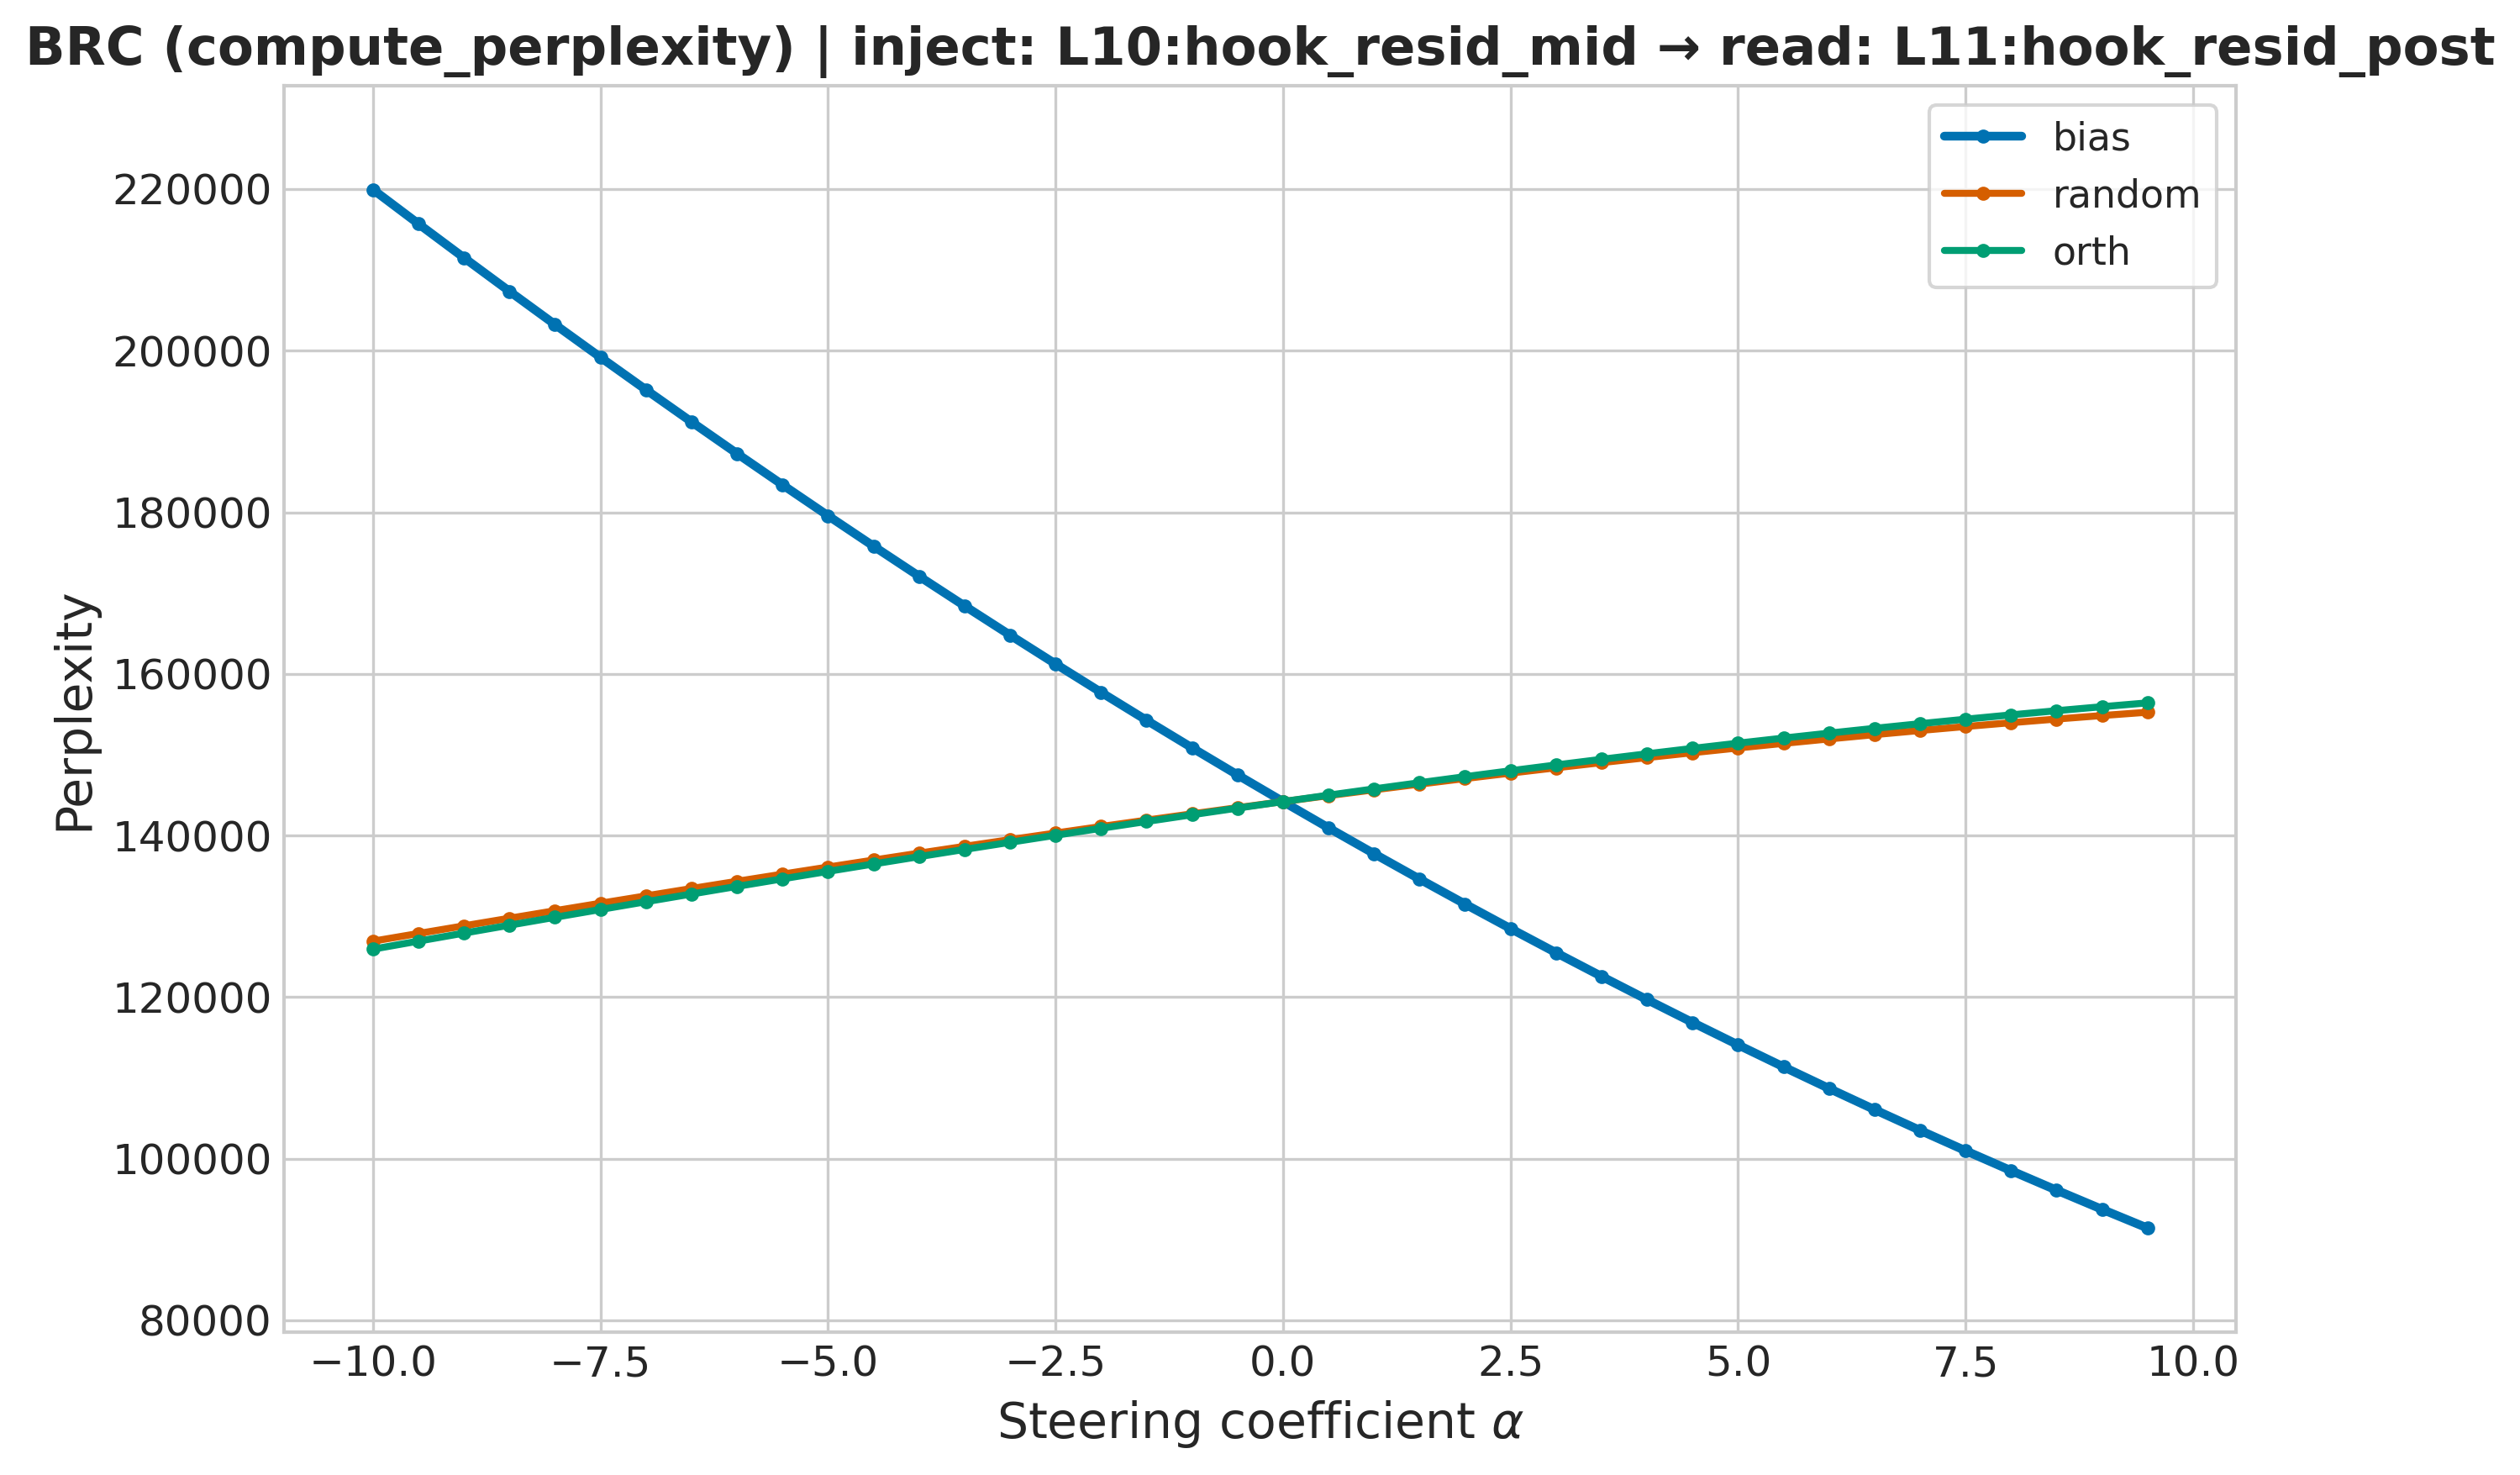 BRC (compute_perplexity) | inject: L10:hook_resid_mid → read: L11:hook_resid_post
bias
random
orth
220000
200000
180000
160000
140000
120000
100000
80000
Perplexity
−10.0 −7.5 −5.0 −2.5 0.0 2.5 5.0 7.5 10.0
Steering coefficient α